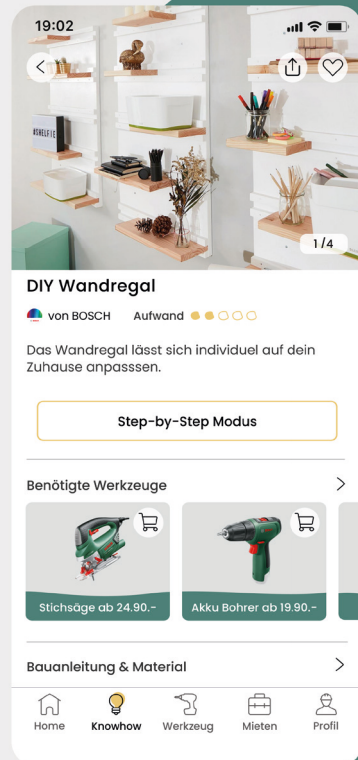 19:02
#SHELFIE
1/4
DIY Wandregal
von BOSCH Aufwand
Das Wandregal lässt sich individuell auf dein
Zuhause anpasssen.
Step-by-Step Modus
Benötigte Werkzeuge
Stichsäge ab 24.90.-
Akku Bohrer ab 19.90.-
Bauanleitung & Material
Home Knowhow Werkzeug Mieten Profil